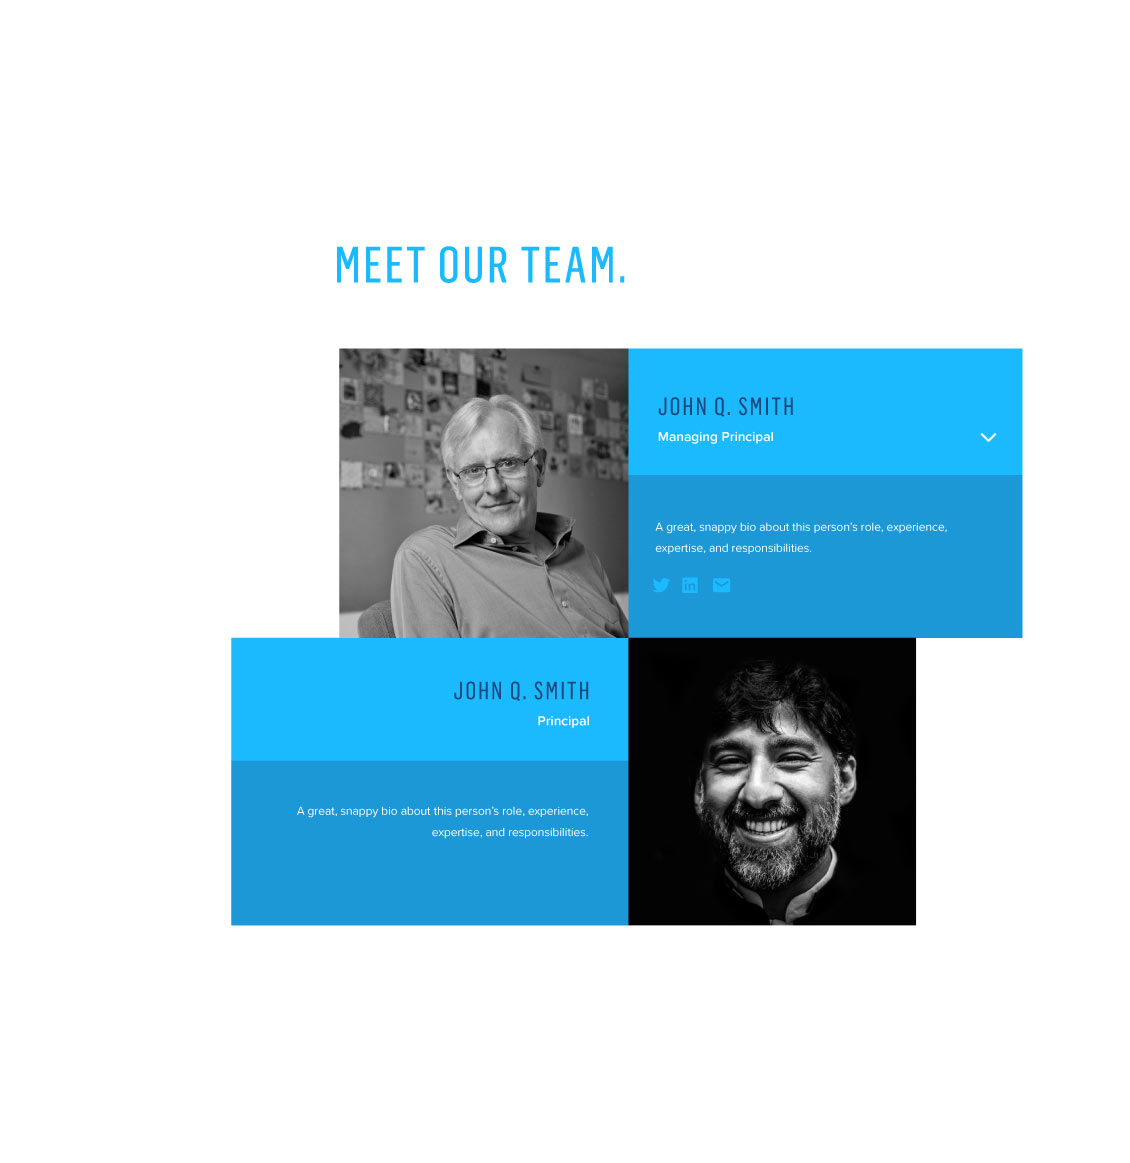 MEET OUR TEAM.
JOHN Q. SMITH
Managing Principal
A great, snappy bio about this person's role, experience,
expertise, and responsibilities.
in
JOHN Q. SMITH
Principal
A great, snappy bio about this person's role, experience,
expertise, and responsibilities.